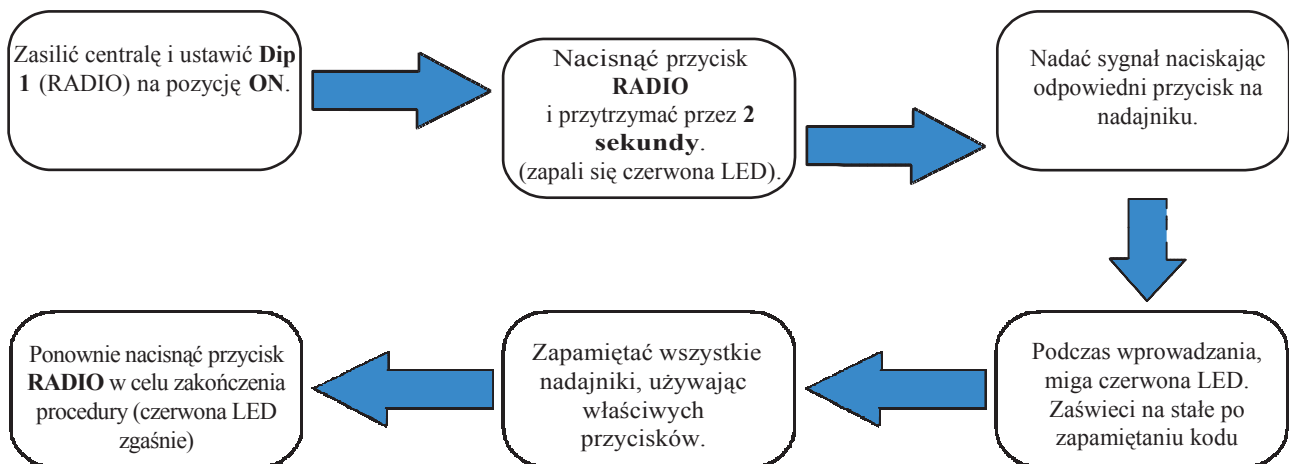 Zasilić centralę i ustawić Dip
1 (RADIO) na pozycję ON.
Nacisnąć przycisk
RADIO
i przytrzymać przez 2
sekundy.
(zapali się czerwona LED).
Nadać sygnał naciskając
odpowiedni przycisk na
nadajniku.
Podczas wprowadzania,
miga czerwona LED.
Zaświeci na stałe po
zapamiętaniu kodu
Zapamiętać wszystkie
nadajniki, używając
właściwych
przycisków.
Ponownie nacisnąć przycisk
RADIO w celu zakończenia
procedury (czerwona LED
zgaśnie)